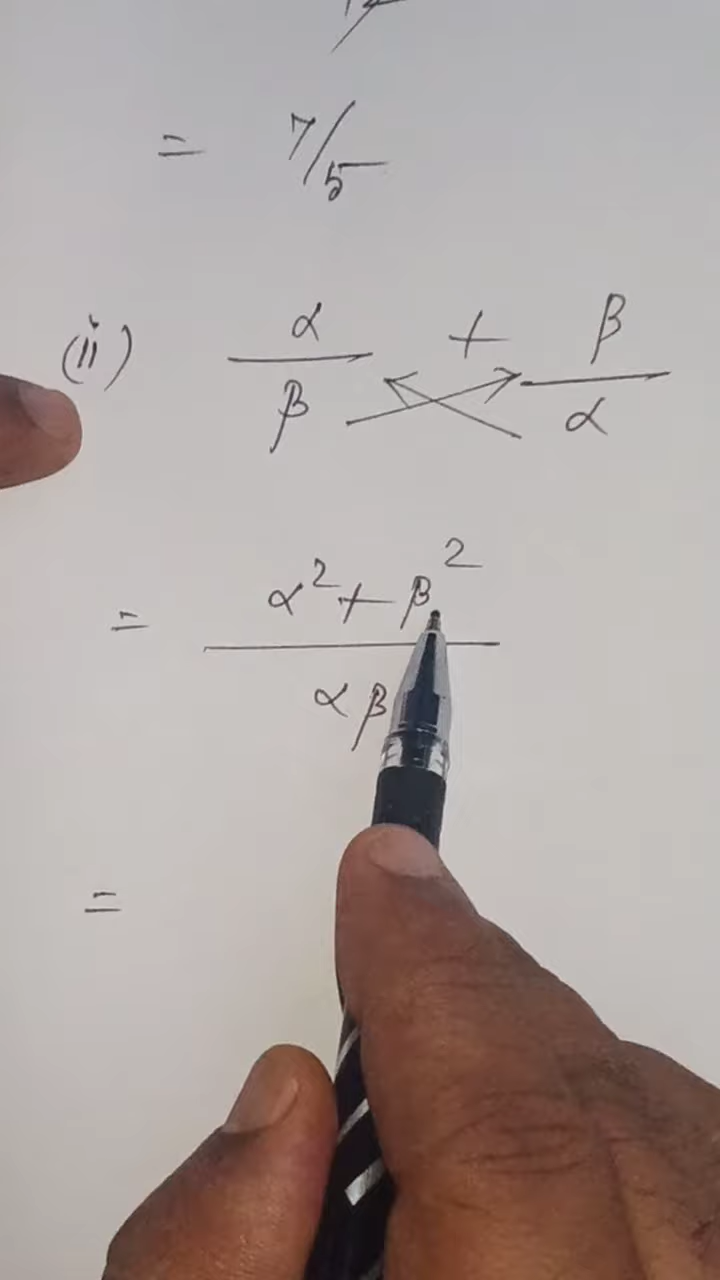 = 7/5
(ii) α/β + β/α
= α² + β² / αβ
=